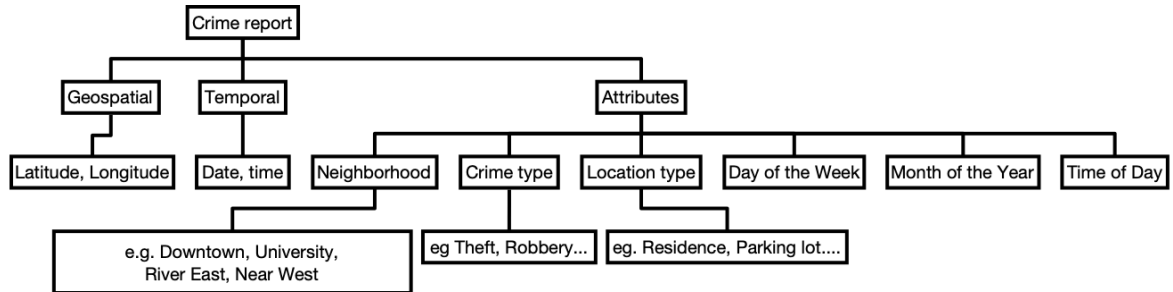 Crime report
Geospatial
Temporal
Attributes
Latitude, Longitude
Date, time
Neighborhood
Crime type
Location type
Day of the Week
Month of the Year
Time of Day
e.g. Downtown, University,
River East, Near West
eg Theft, Robbery...
eg. Residence, Parking lot....